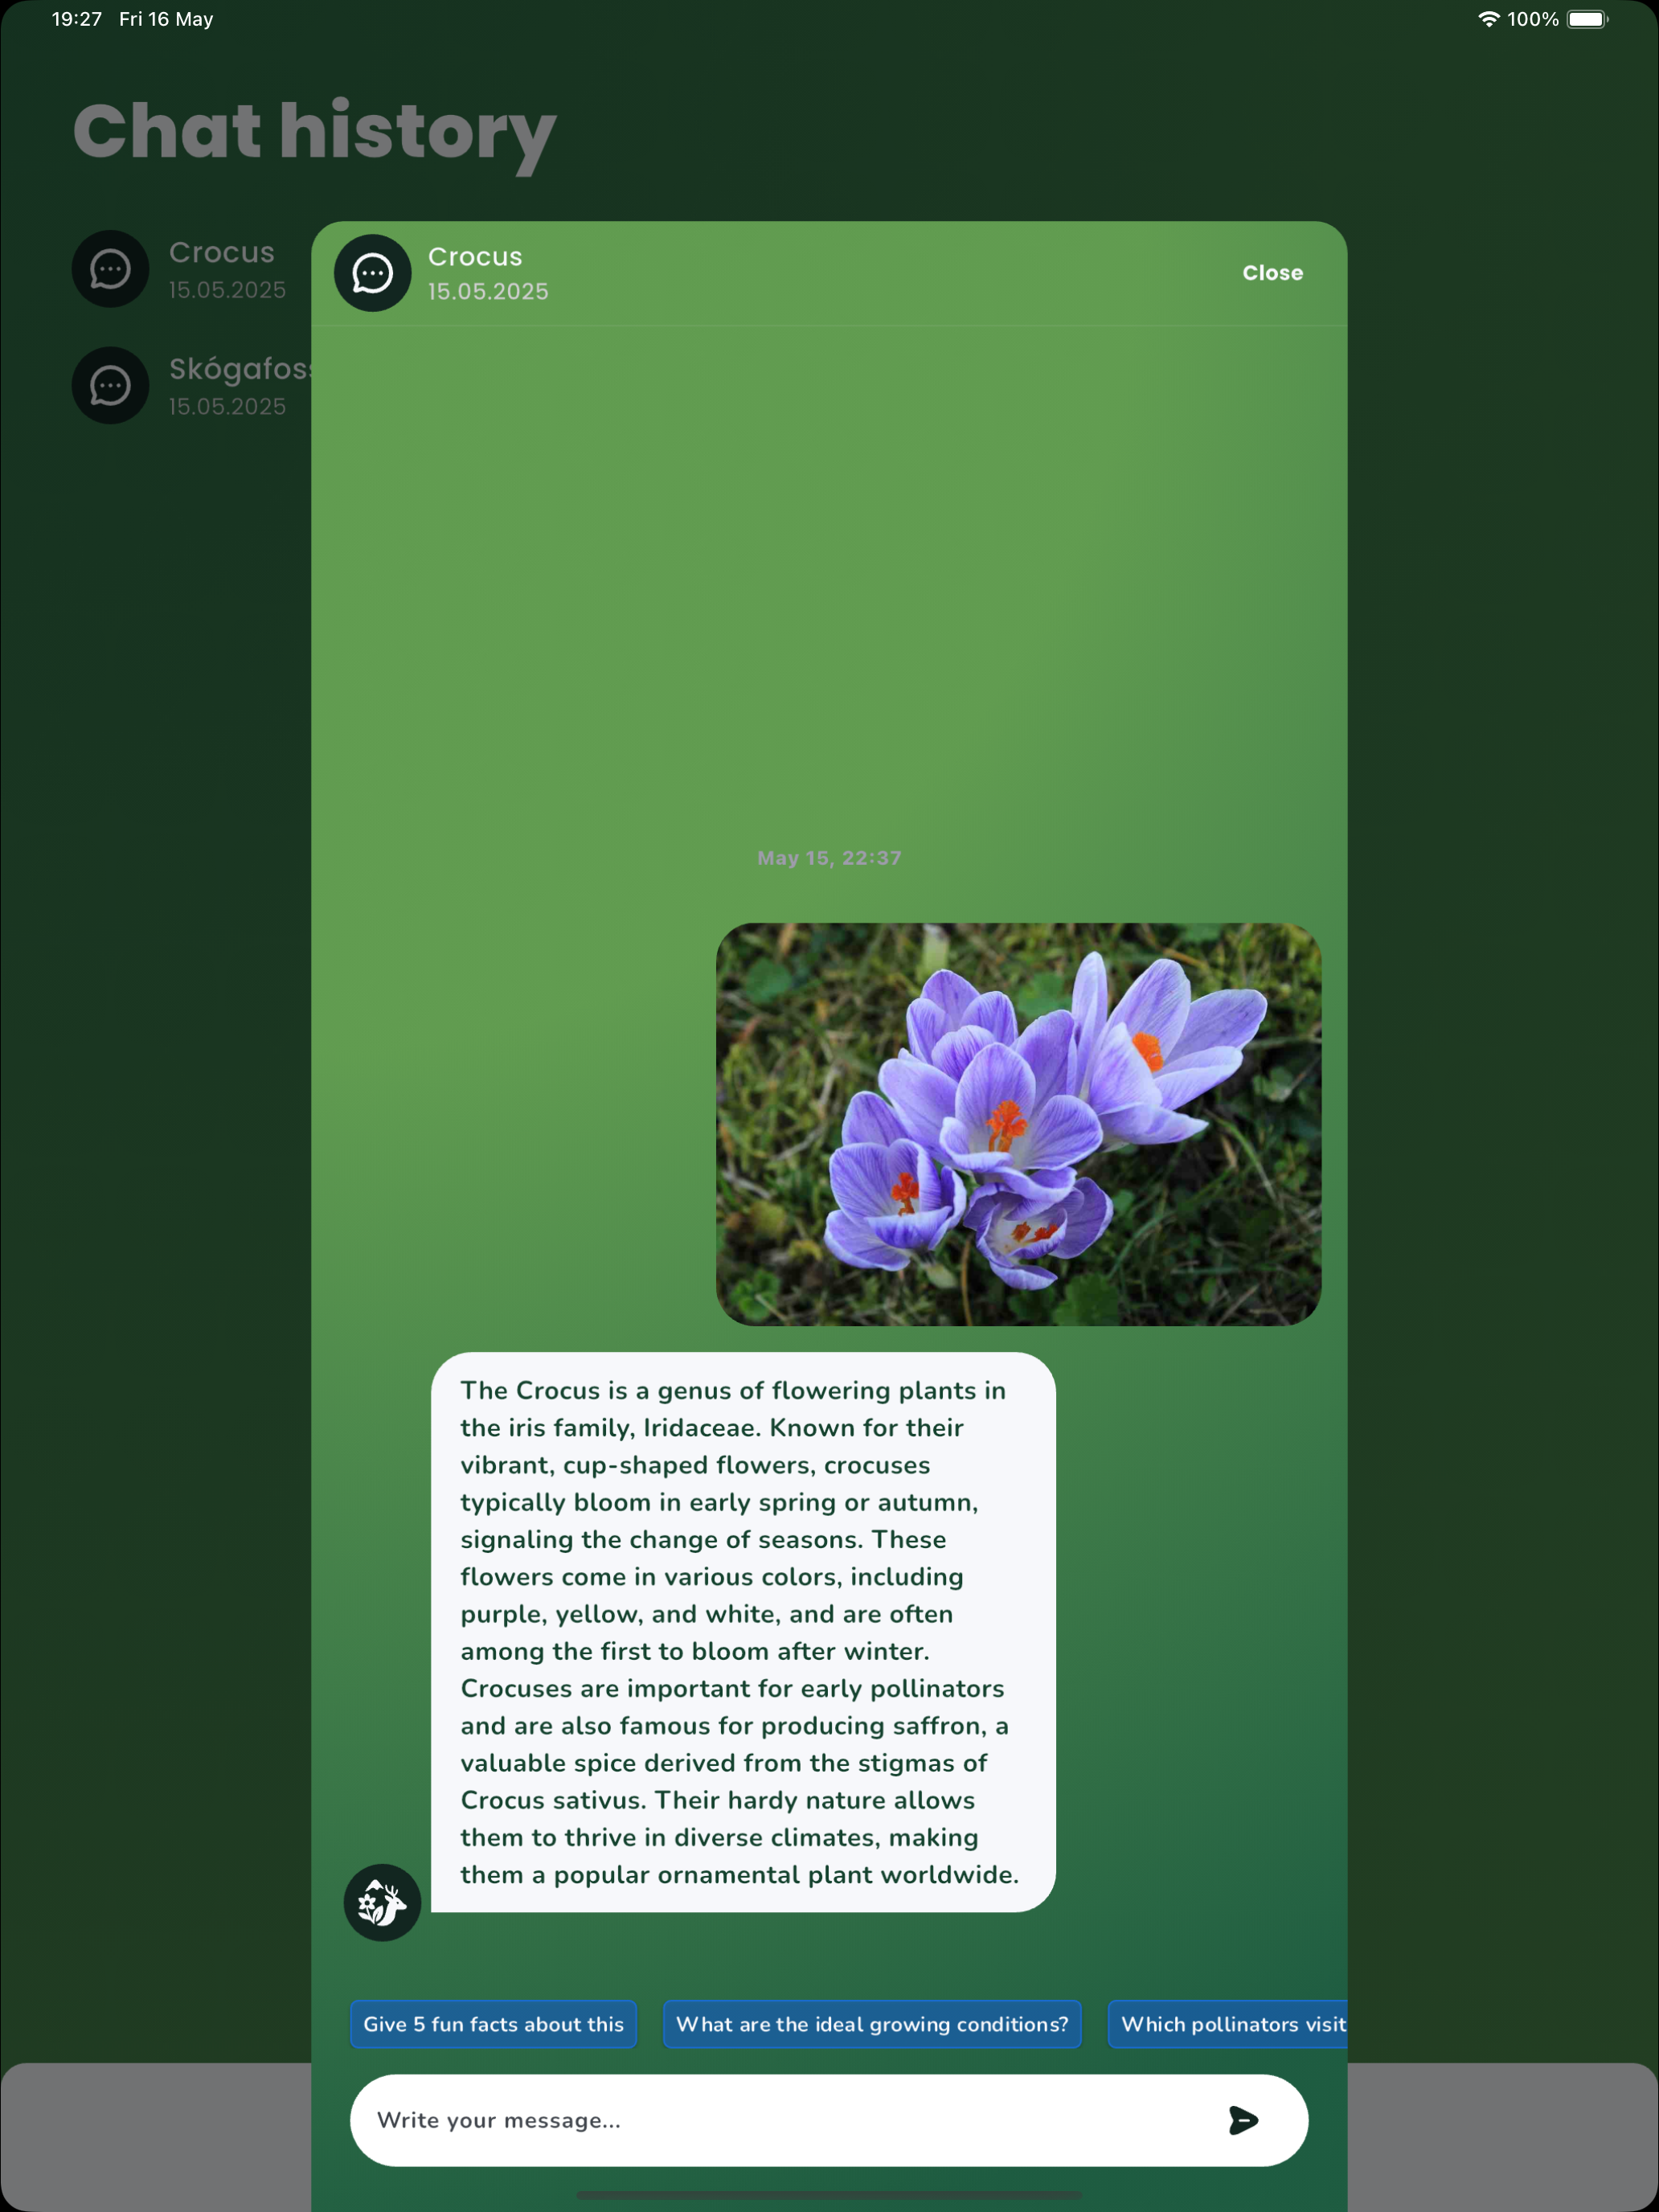 19:27 Fri 16 May
100%
Chat history
Crocus
15.05.2025
Skógafoss
15.05.2025
Crocus
15.05.2025
Close
May 15, 22:37
The Crocus is a genus of flowering plants in
the iris family, Iridaceae. Known for their
vibrant, cup-shaped flowers, crocuses
typically bloom in early spring or autumn,
signaling the change of seasons. These
flowers come in various colors, including
purple, yellow, and white, and are often
among the first to bloom after winter.
Crocuses are important for early pollinators
and are also famous for producing saffron, a
valuable spice derived from the stigmas of
Crocus sativus. Their hardy nature allows
them to thrive in diverse climates, making
them a popular ornamental plant worldwide.
Give 5 fun facts about this
What are the ideal growing conditions?
Which pollinators visit
Write your message...